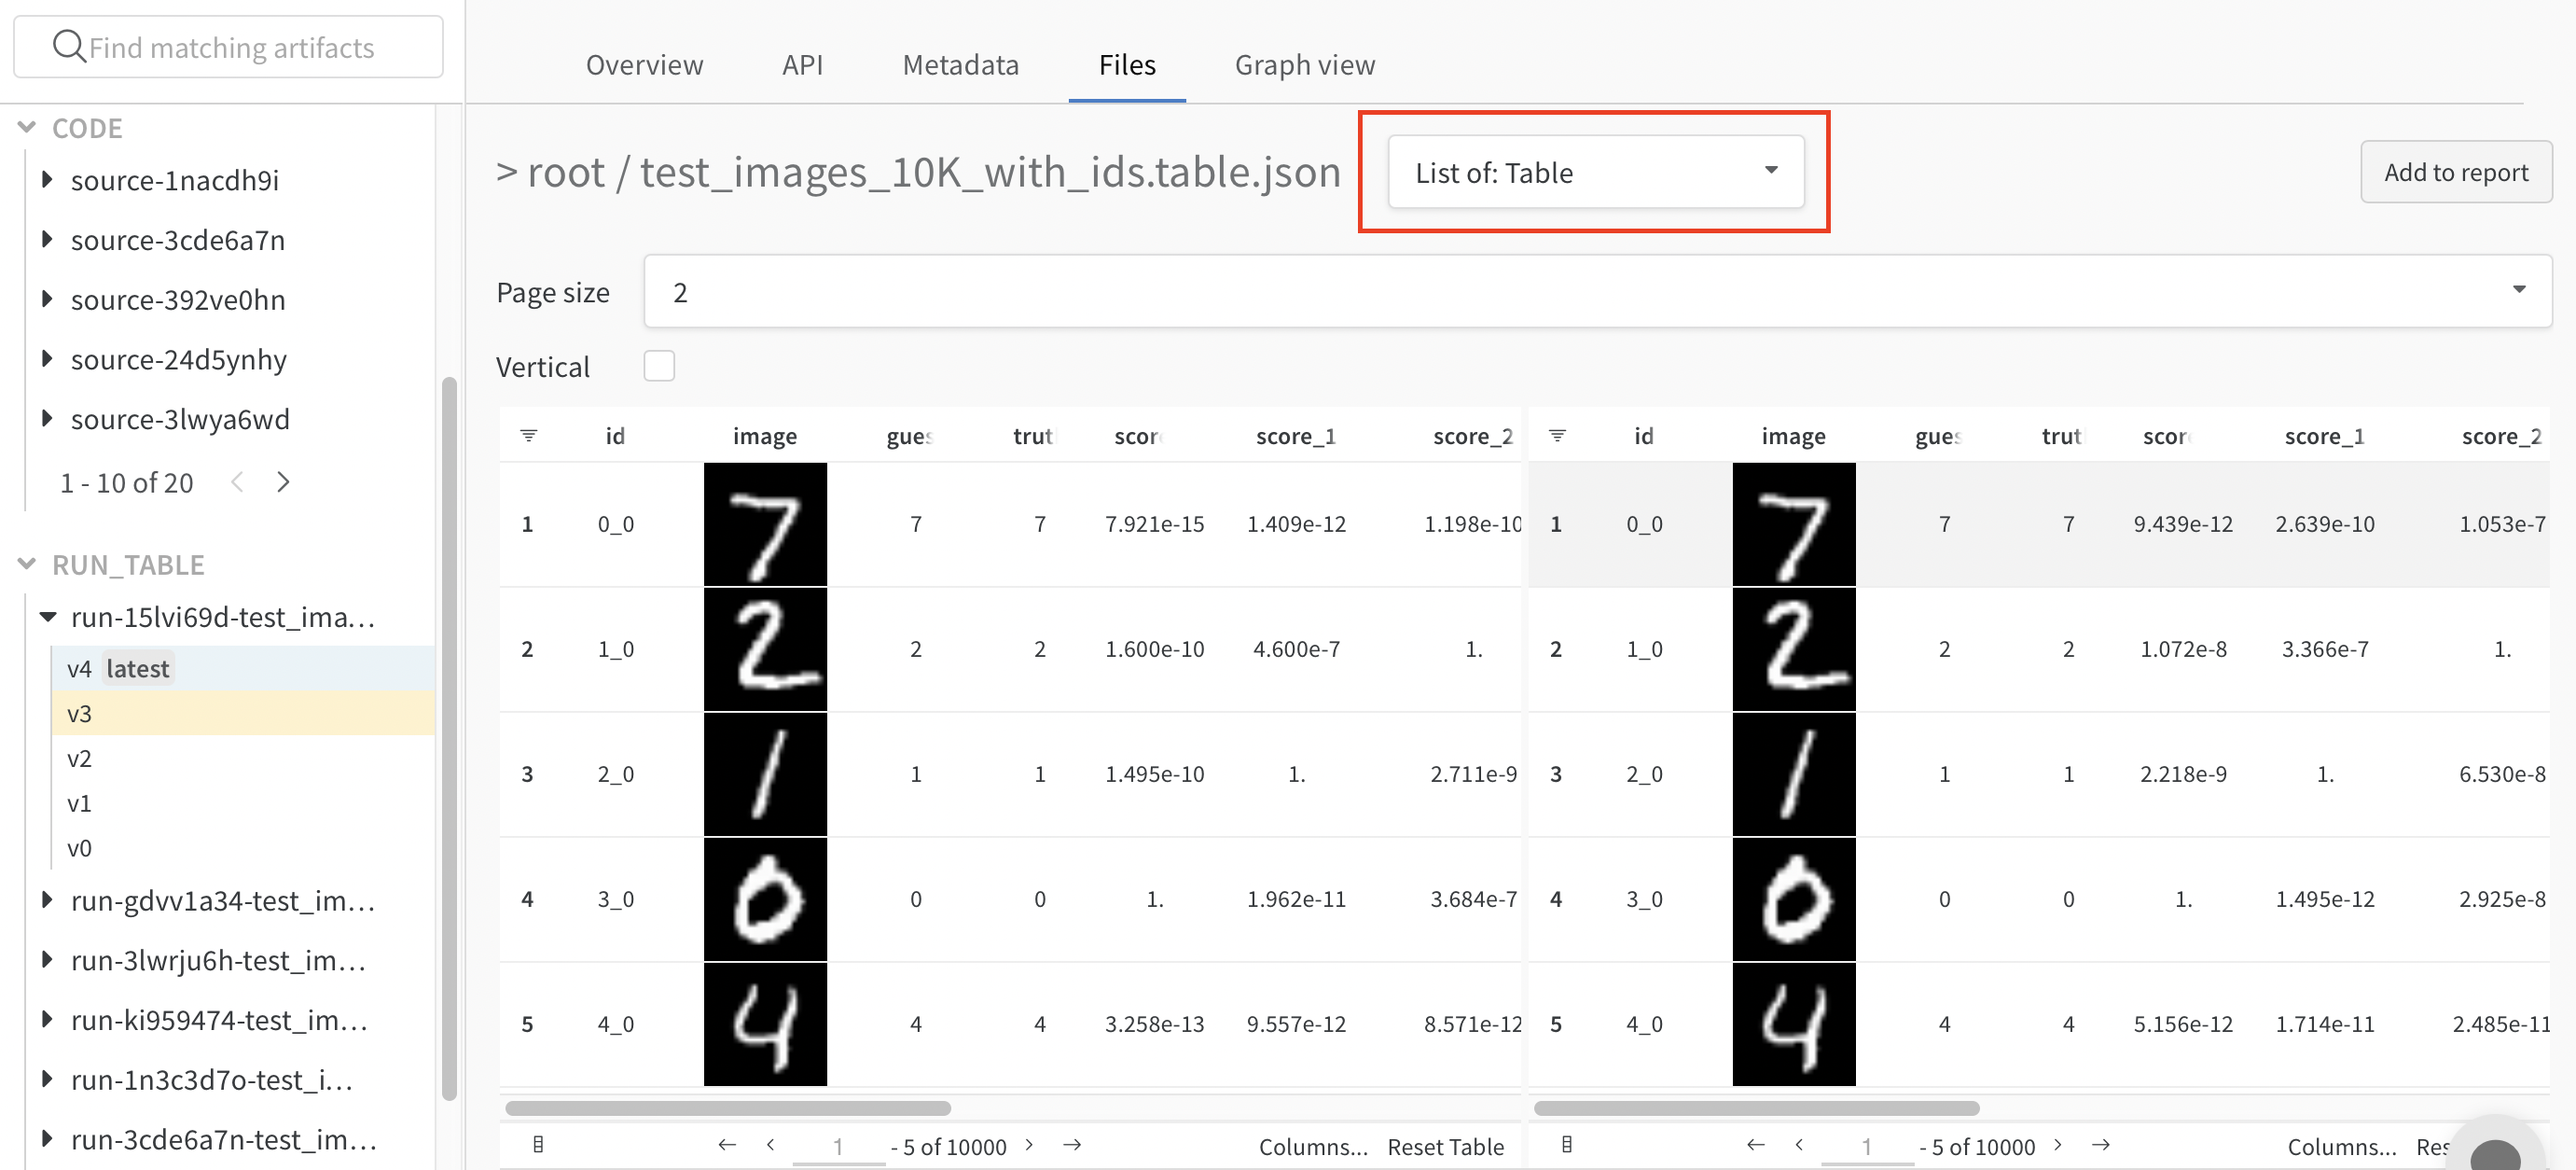 Find matching artifacts
CODE
source-1nacdh9i
source-3cde6a7n
source-392ve0hn
source-24d5ynhy
source-3lwya6wd
1 - 10 of 20
RUN_TABLE
run-15lvi69d-test_ima...
v4 latest
v3
v2
v1
v0
run-gdvv1a34-test_im...
run-3lwrju6h-test_im...
run-ki959474-test_im...
run-1n3c3d7o-test_i...
run-3cde6a7n-test_im...
Overview API Metadata Files Graph view
> root / test_images_10K_with_ids.table.json List of: Table Add to report
Page size 2
Vertical
id image gues trut scor score_1 score_2 id image gues trut scor score_1 score_2
1 0_0 7 7 7 7.921e-15 1.409e-12 1.198e-10 1 0_0 7 7 7 9.439e-12 2.639e-10 1.053e-7
2 1_0 2 2 2 1.600e-10 4.600e-7 1. 2 1_0 2 2 2 1.072e-8 3.366e-7 1.
3 2_0 1 1 1 1.495e-10 1. 2.711e-9 3 2_0 1 1 1 2.218e-9 1. 6.530e-8
4 3_0 0 0 0 1. 1.962e-11 3.684e-7 4 3_0 0 0 0 1. 1.495e-12 2.925e-8
5 4_0 4 4 4 3.258e-13 9.557e-12 8.571e-12 5 4_0 4 4 4 5.156e-12 1.714e-11 2.485e-11
1 - 5 of 10000 Columns... Reset Table 1 - 5 of 10000 Columns... Res